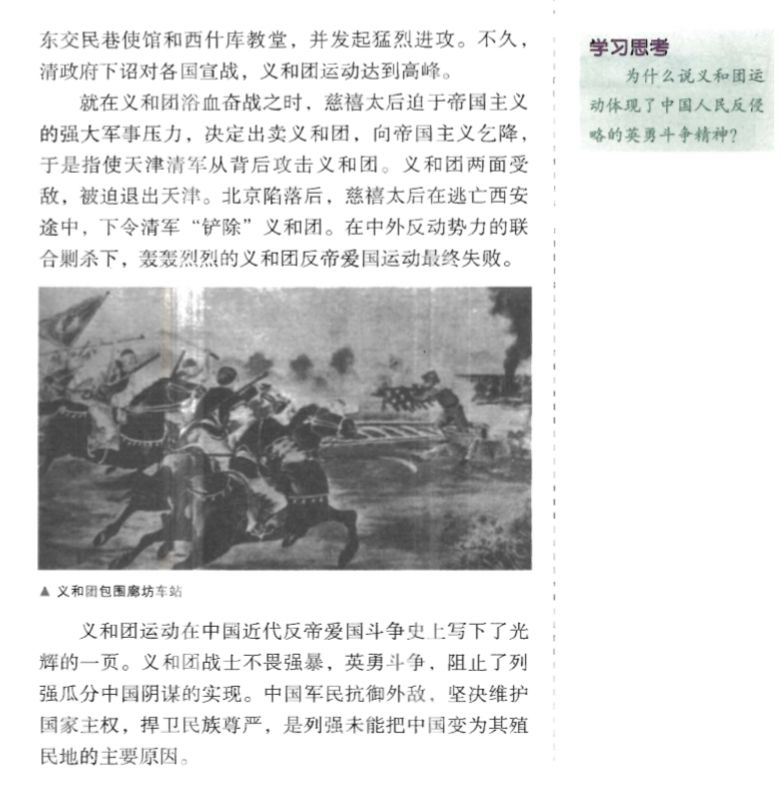 东交民巷使馆和西什库教堂，并发起猛烈进攻。不久，
清政府下诏对各国宣战，义和团运动达到高峰。
就在义和团浴血奋战之时，慈禧太后迫于帝国主义
的强大军事压力，决定出卖义和团，向帝国主义乞降，
于是指使天津清军从背后攻击义和团。义和团两面受
敌，被迫退出天津。北京陷落后，慈禧太后在逃亡西安
途中，下令清军“铲除”义和团。在中外反动势力的联
合剿杀下，轰轰烈烈的义和团反帝爱国运动最终失败。
▲ 义和团包围廊坊车站
义和团运动在中国近代反帝爱国斗争史上写下了光
辉的一页。义和团战士不畏强暴，英勇斗争，阻止了列
强瓜分中国阴谋的实现。中国军民抗御外敌、坚决维护
国家主权，捍卫民族尊严，是列强未能把中国变为其殖
民地的主要原因。
学习思考
为什么说义和团运
动体现了中国人民反侵
略的英勇斗争精神？